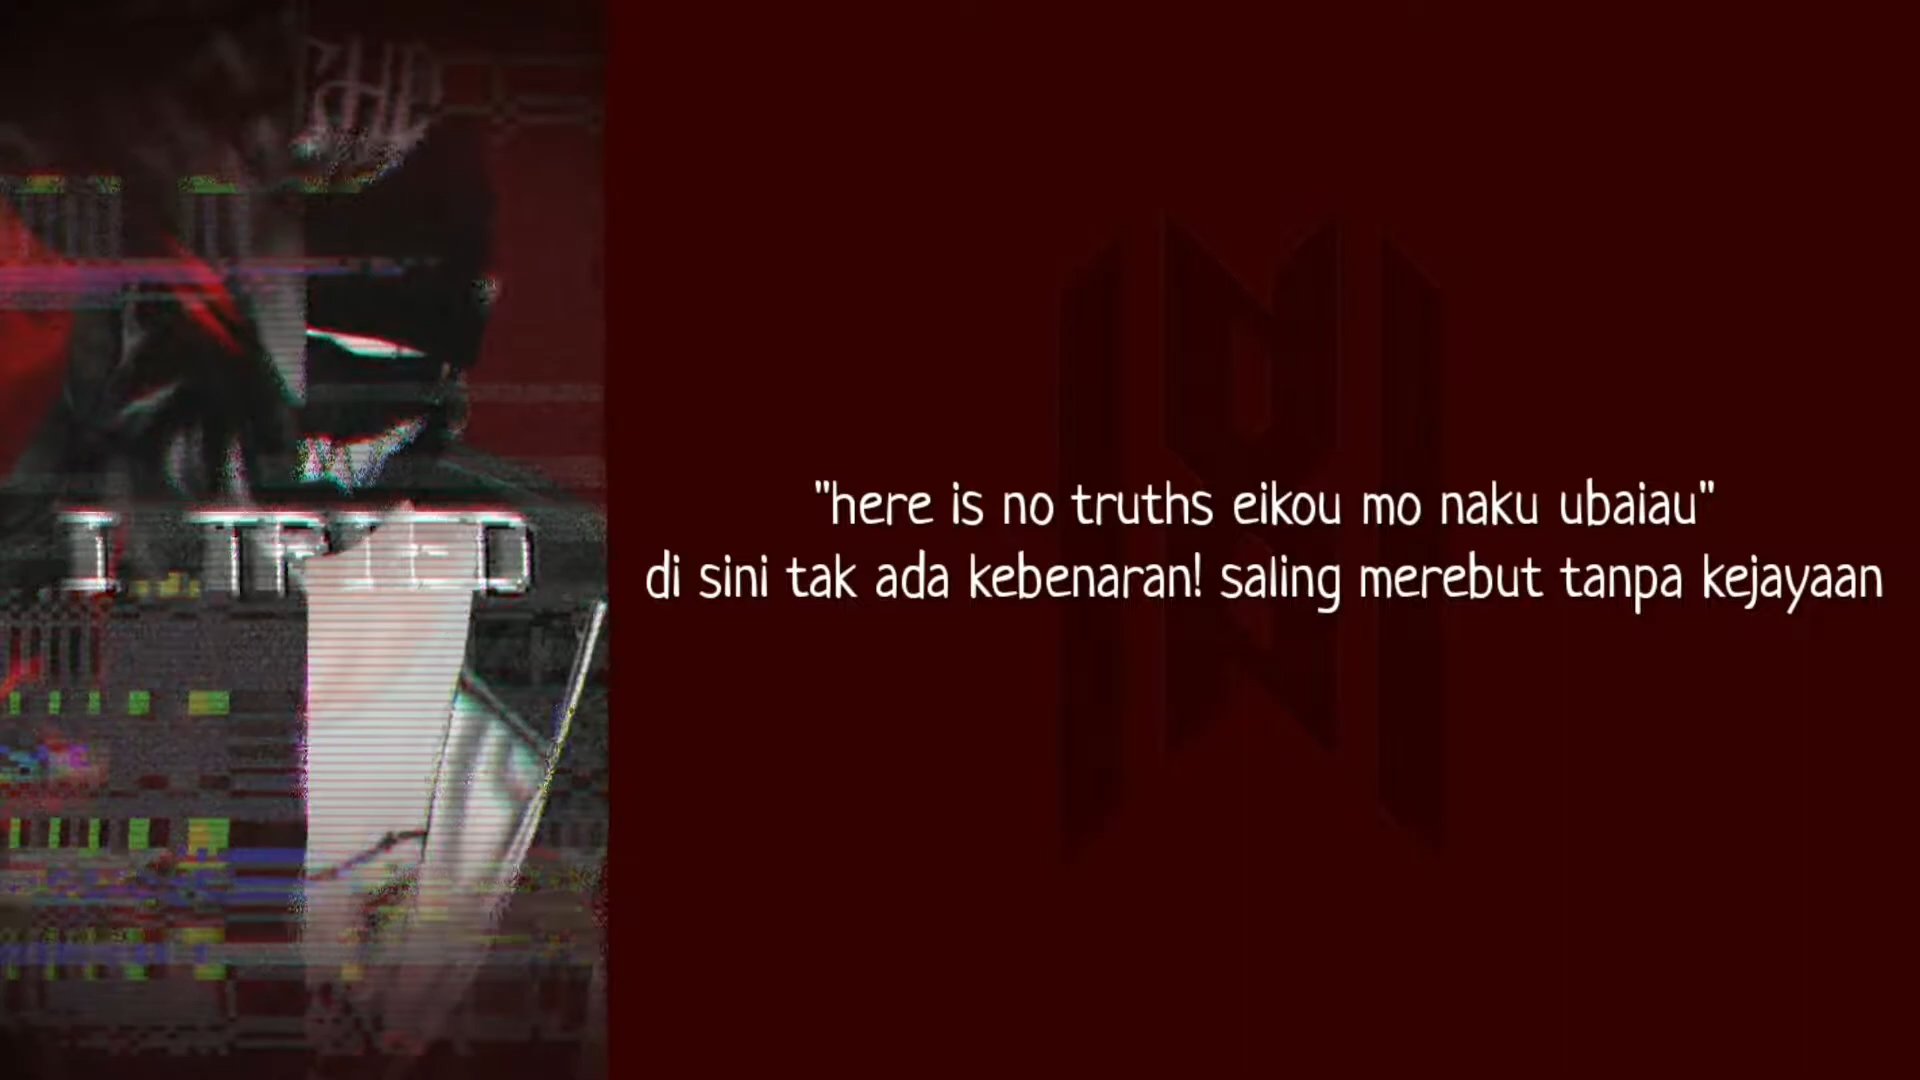 I TRIED
"here is no truths eikou mo naku ubaiau"
di sini tak ada kebenaran! saling merebut tanpa kejayaan